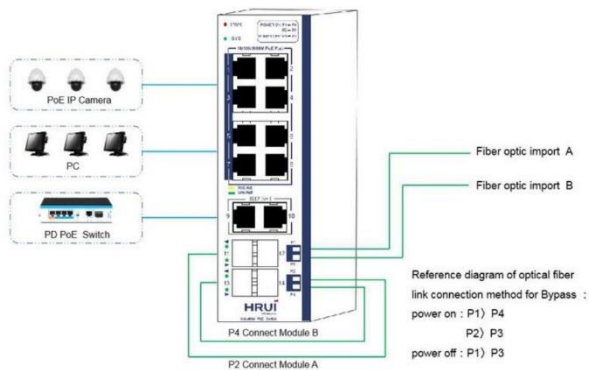 PoE IP Camera
PC
PD PoE Switch
HRUI
P4 Connect Module B
P2 Connect Module A
Fiber optic import A
Fiber optic import B
Reference diagram of optical fiber
link connection method for Bypass :
power on : P1) P4
P2) P3
power off : P1) P3